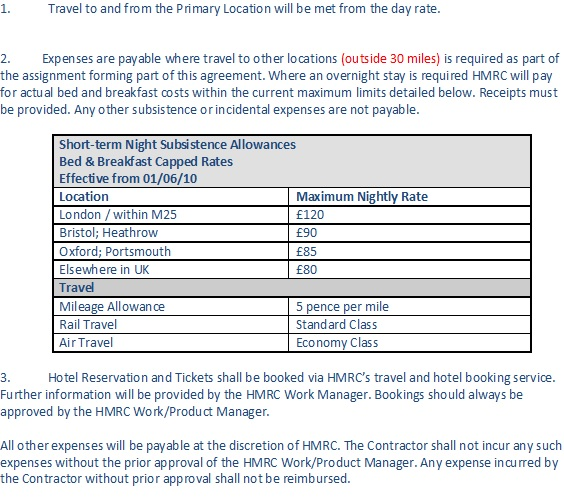 1. Travel to and from the Primary Location will be met from the day rate.
2. Expenses are payable where travel to other locations (outside 30 miles) is required as part of
the assignment forming part of this agreement. Where an overnight stay is required HMRC will pay
for actual bed and breakfast costs within the current maximum limits detailed below. Receipts must
be provided. Any other subsistence or incidental expenses are not payable.
Short-term Night Subsistence Allowances
Bed & Breakfast Capped Rates
Effective from 01/06/10
Location Maximum Nightly Rate
London / within M25 £120
Bristol; Heathrow £90
Oxford; Portsmouth £85
Elsewhere in UK £80
Travel
Mileage Allowance 5 pence per mile
Rail Travel Standard Class
Air Travel Economy Class
3. Hotel Reservation and Tickets shall be booked via HMRC's travel and hotel booking service.
Further information will be provided by the HMRC Work Manager. Bookings should always be
approved by the HMRC Work/Product Manager.
All other expenses will be payable at the discretion of HMRC. The Contractor shall not incur any such
expenses without the prior approval of the HMRC Work/Product Manager. Any expense incurred by
the Contractor without prior approval shall not be reimbursed.